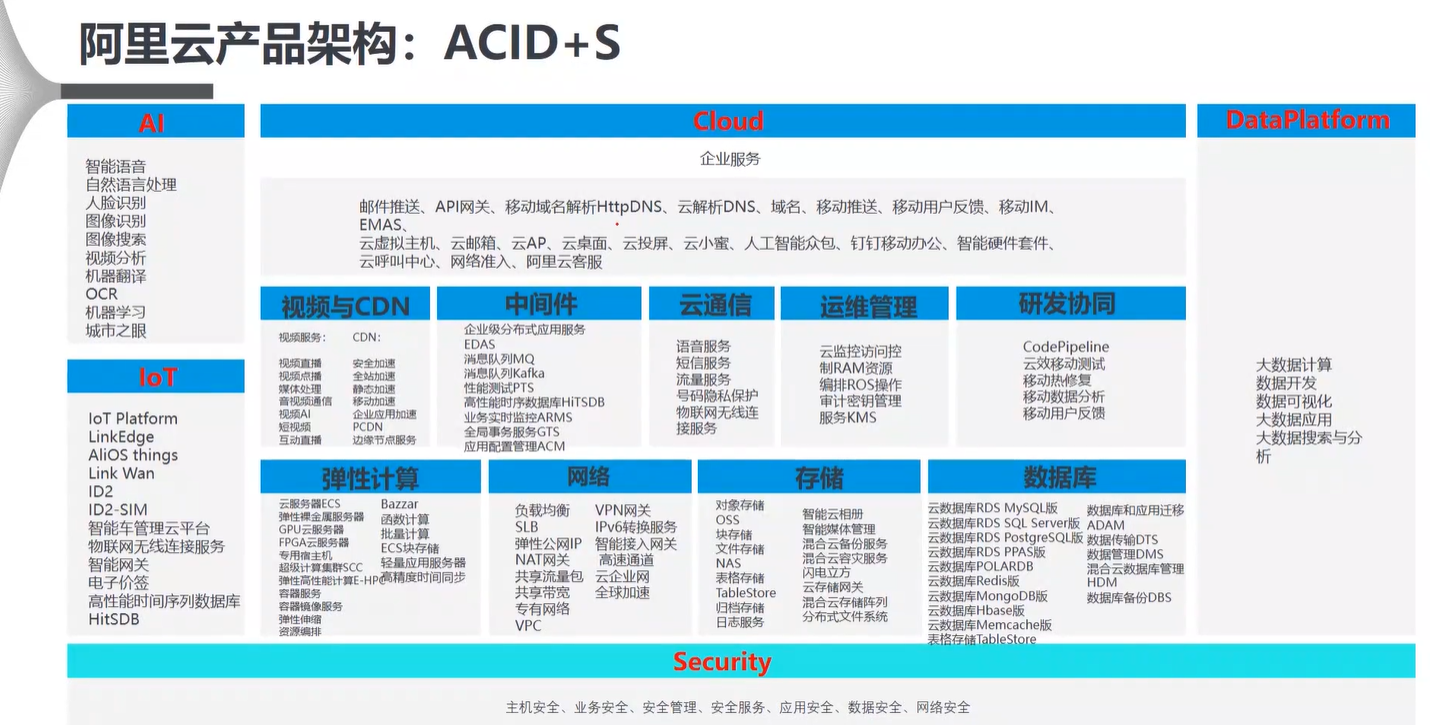 阿里云产品架构：ACID+S
AI
智能语音
自然语言处理
人脸识别
图像识别
图像搜索
视频分析
机器翻译
OCR
机器学习
城市之眼
IoT
IoT Platform
LinkEdge
AliOS things
Link Wan
ID2
ID2-SIM
智能车管理云平台
物联网无线连接服务
智能网关
电子价签
高性能时间序列数据库
HitSDB
Cloud
企业服务
邮件推送、API网关、移动域名解析HttpDNS、云解析DNS、域名、移动推送、移动用户反馈、移动IM、
EMAS、
云虚拟主机、云邮箱、云AP、云桌面、云投屏、云小蜜、人工智能众包、钉钉移动办公、智能硬件套件、
云呼叫中心、网络准入、阿里云客服
视频与CDN
视频服务：
视频直播
视频点播
媒体处理
音视频通信
视频AI
短视频
互动直播
CDN：
安全加速
全站加速
静态加速
移动加速
企业应用加速
PCDN
边缘节点服务
中间件
企业级分布式应用服务
EDAS
消息队列MQ
消息队列Kafka
性能测试PTS
高性能时序数据库HiTSDB
业务实时监控ARMS
全局事务服务GTS
应用配置管理ACM
云通信
语音服务
短信服务
流量服务
号码隐私保护
物联网无线连
接服务
运维管理
云监控访问控
制RAM资源
编排ROS操作
审计密钥管理
服务KMS
研发协同
CodePipeline
云效移动测试
移动热修复
移动数据分析
移动用户反馈
弹性计算
云服务器ECS
弹性裸金属服务器
GPU云服务器
FPGA云服务器
专用宿主机
超级计算集群SCC
弹性高性能计算E-HPC
容器服务
容器镜像服务
弹性伸缩
资源编排
Bazzar
函数计算
批量计算
ECS块存储
轻量应用服务器
高精度时间同步
网络
负载均衡
SLB
弹性公网IP
NAT网关
共享流量包
共享带宽
专有网络
VPC
VPN网关
IPv6转换服务
智能接入网关
高速通道
云企业网
全球加速
存储
对象存储
OSS
块存储
文件存储
NAS
表格存储
TableStore
归档存储
日志服务
智能云相册
智能媒体管理
混合云备份服务
混合云容灾服务
闪电立方
云存储网关
混合云存储阵列
分布式文件系统
数据库
云数据库RDS MySQL版
云数据库RDS SQL Server版
云数据库RDS PostgreSQL版
云数据库RDS PPAS版
云数据库POLARDB
云数据库Redis版
云数据库MongoDB版
云数据库Hbase版
云数据库Memcache版
表格存储TableStore
数据库和应用迁移
ADAM
数据传输DTS
数据管理DMS
混合云数据库管理
HDM
数据库备份DBS
DataPlatform
大数据计算
数据开发
数据可视化
大数据应用
大数据搜索与分
析
Security
主机安全、业务安全、安全管理、安全服务、应用安全、数据安全、网络安全